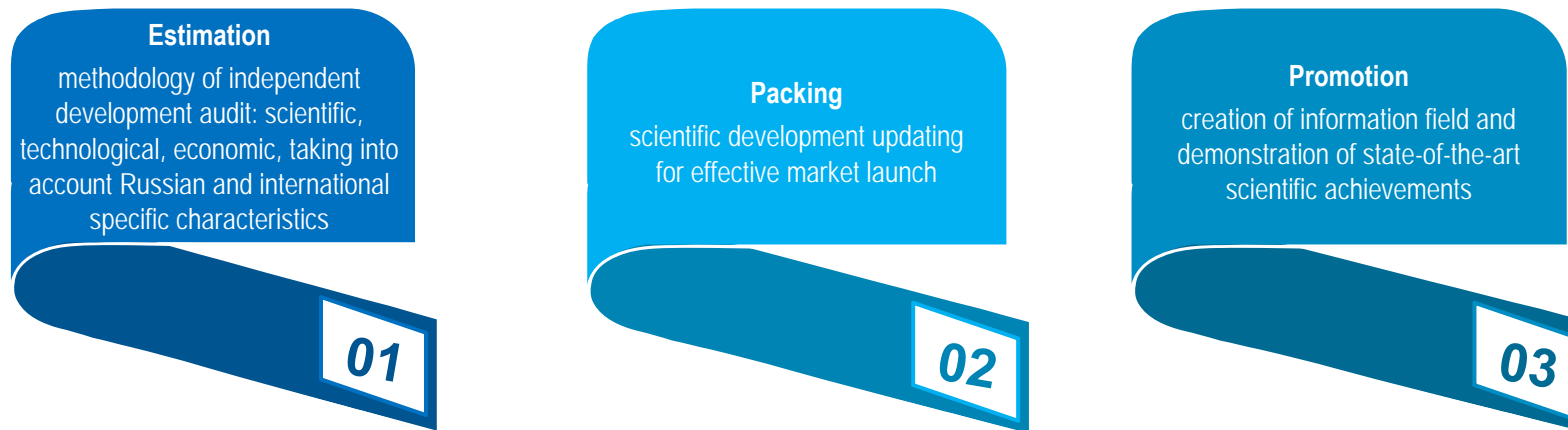 Estimation
methodology of independent
development audit: scientific,
technological, economic, taking into
account Russian and international
specific characteristics
01
Packing
scientific development updating
for effective market launch
02
Promotion
creation of information field and
demonstration of state-of-the-art
scientific achievements
03